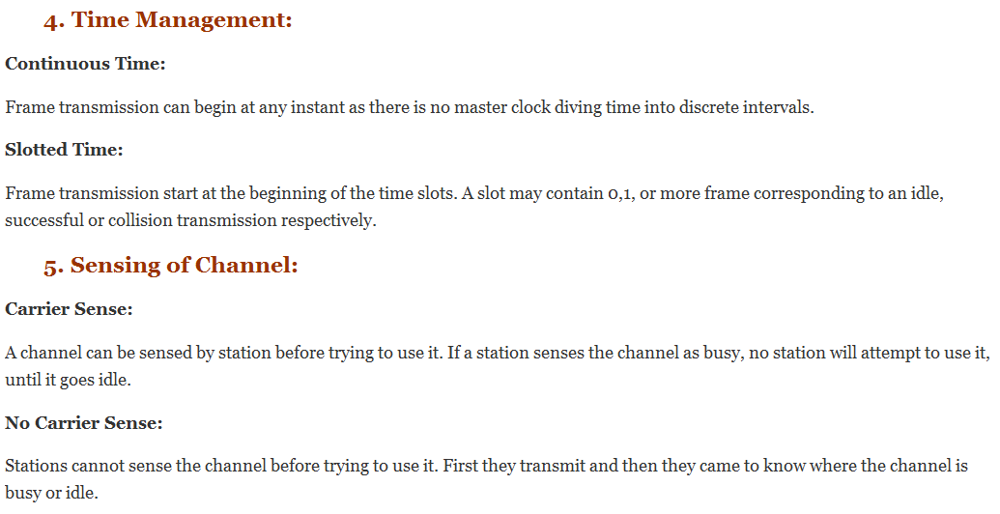 4. Time Management:
Continuous Time:
Frame transmission can begin at any instant as there is no master clock diving time into discrete intervals.
Slotted Time:
Frame transmission start at the beginning of the time slots. A slot may contain 0,1, or more frame corresponding to an idle,
successful or collision transmission respectively.
5. Sensing of Channel:
Carrier Sense:
A channel can be sensed by station before trying to use it. If a station senses the channel as busy, no station will attempt to use it,
until it goes idle.
No Carrier Sense:
Stations cannot sense the channel before trying to use it. First they transmit and then they came to know where the channel is
busy or idle.